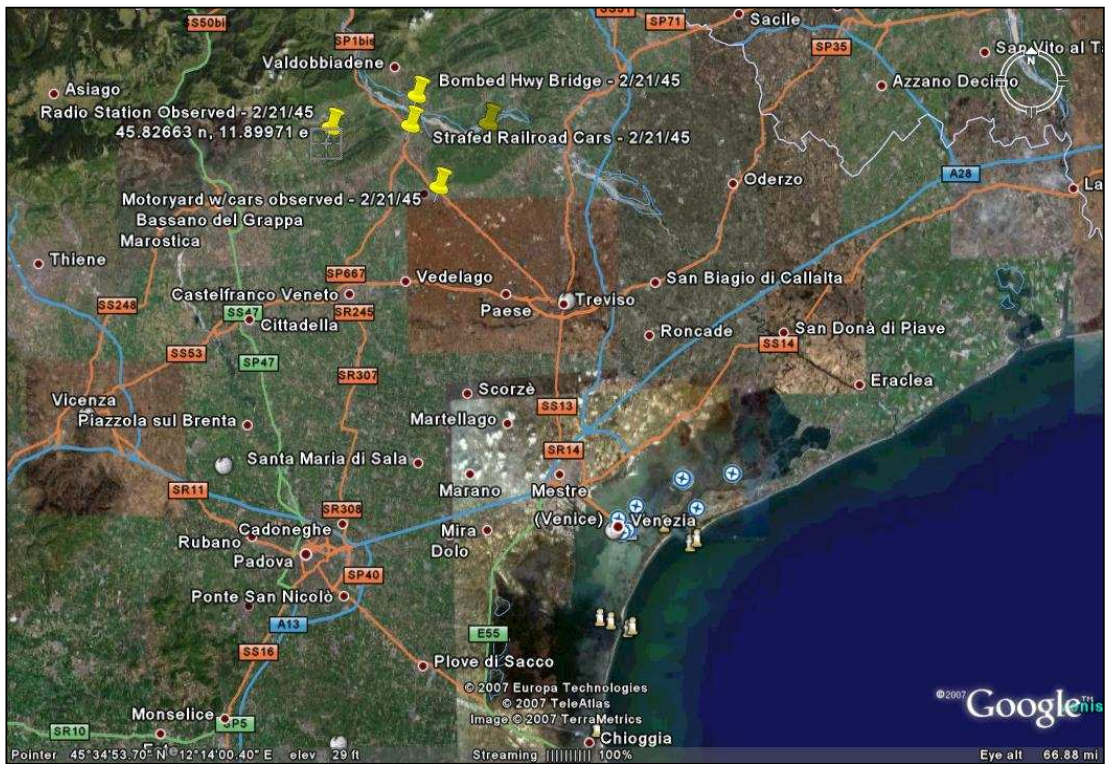 SS50bis
SS51
SP71
Sacile
SP35
San Vito al Ta
SP1bis
Valdobbiadene
Asiago
Bombed Hwy Bridge - 2/21/45
Azzano Decimo
N
Radio Station Observed - 2/21/45
45.82663 n, 11.89971 e
Strafed Railroad Cars - 2/21/45
A28
Oderzo
La
Motoryard w/cars observed - 2/21/45
Bassano del Grappa
Marostica
Thiene
SP667
Vedelago
San Biagio di Callalta
Castelfranco Veneto
SS248
SS47
SR245
Paese
Treviso
Cittadella
Roncade
San Donà di Piave
SS53
SP47
SS14
SR307
Eraclea
Scorzè
Vicenza
SS13
Piazzola sul Brenta
Martellago
SR14
Santa Maria di Sala
Marano
Mestre
SR11
SR308
(Venice)
Venezia
Cadoneghe
Mira
Rubano
Dolo
Padova
SP40
Ponte San Nicolò
A13
E55
SS16
Piove di Sacco
© 2007 Europa Technologies
© 2007 TeleAtlas
Image © 2007 TerraMetrics
©2007 Google™
Monselice
SP5
SR10
Chioggia
Pointer 45°34'53.70" N 12°14'00.40" E elev 29 ft Streaming 100% Eye alt 66.88 mi